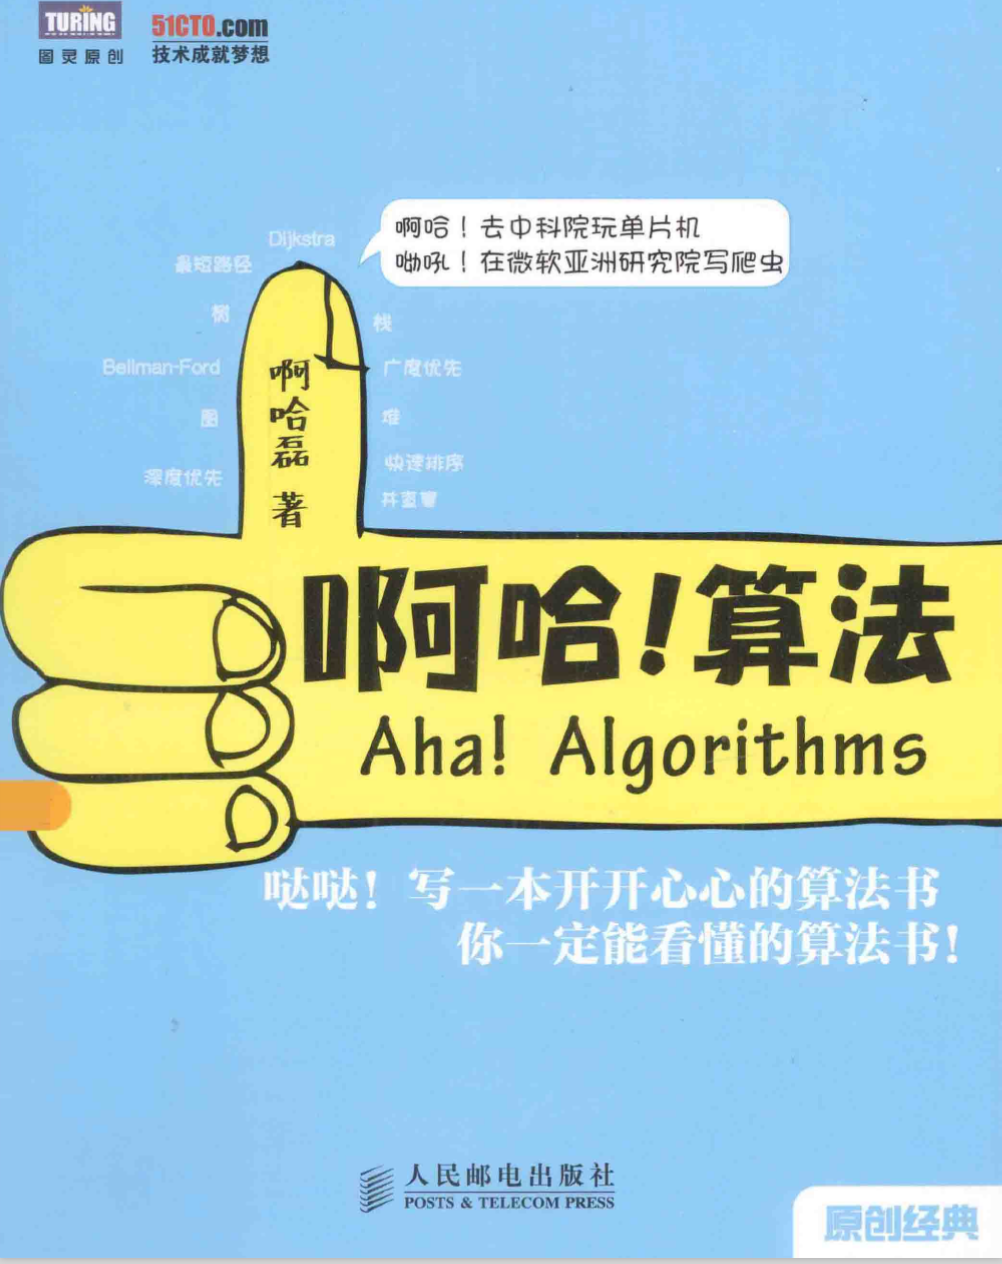 TURING
图灵原创
51CTO.com
技术成就梦想
啊哈！去中科院玩单片机
呦吼！在微软亚洲研究院写爬虫
Dijkstra
最短路径
树
栈
Bellman-Ford
广度优先
图
堆
深度优先
快速排序
并查集
啊哈磊 著
啊哈!算法
Aha! Algorithms
哒哒！写一本开开心心的算法书
你一定能看懂的算法书！
人民邮电出版社
POSTS & TELECOM PRESS
原创经典